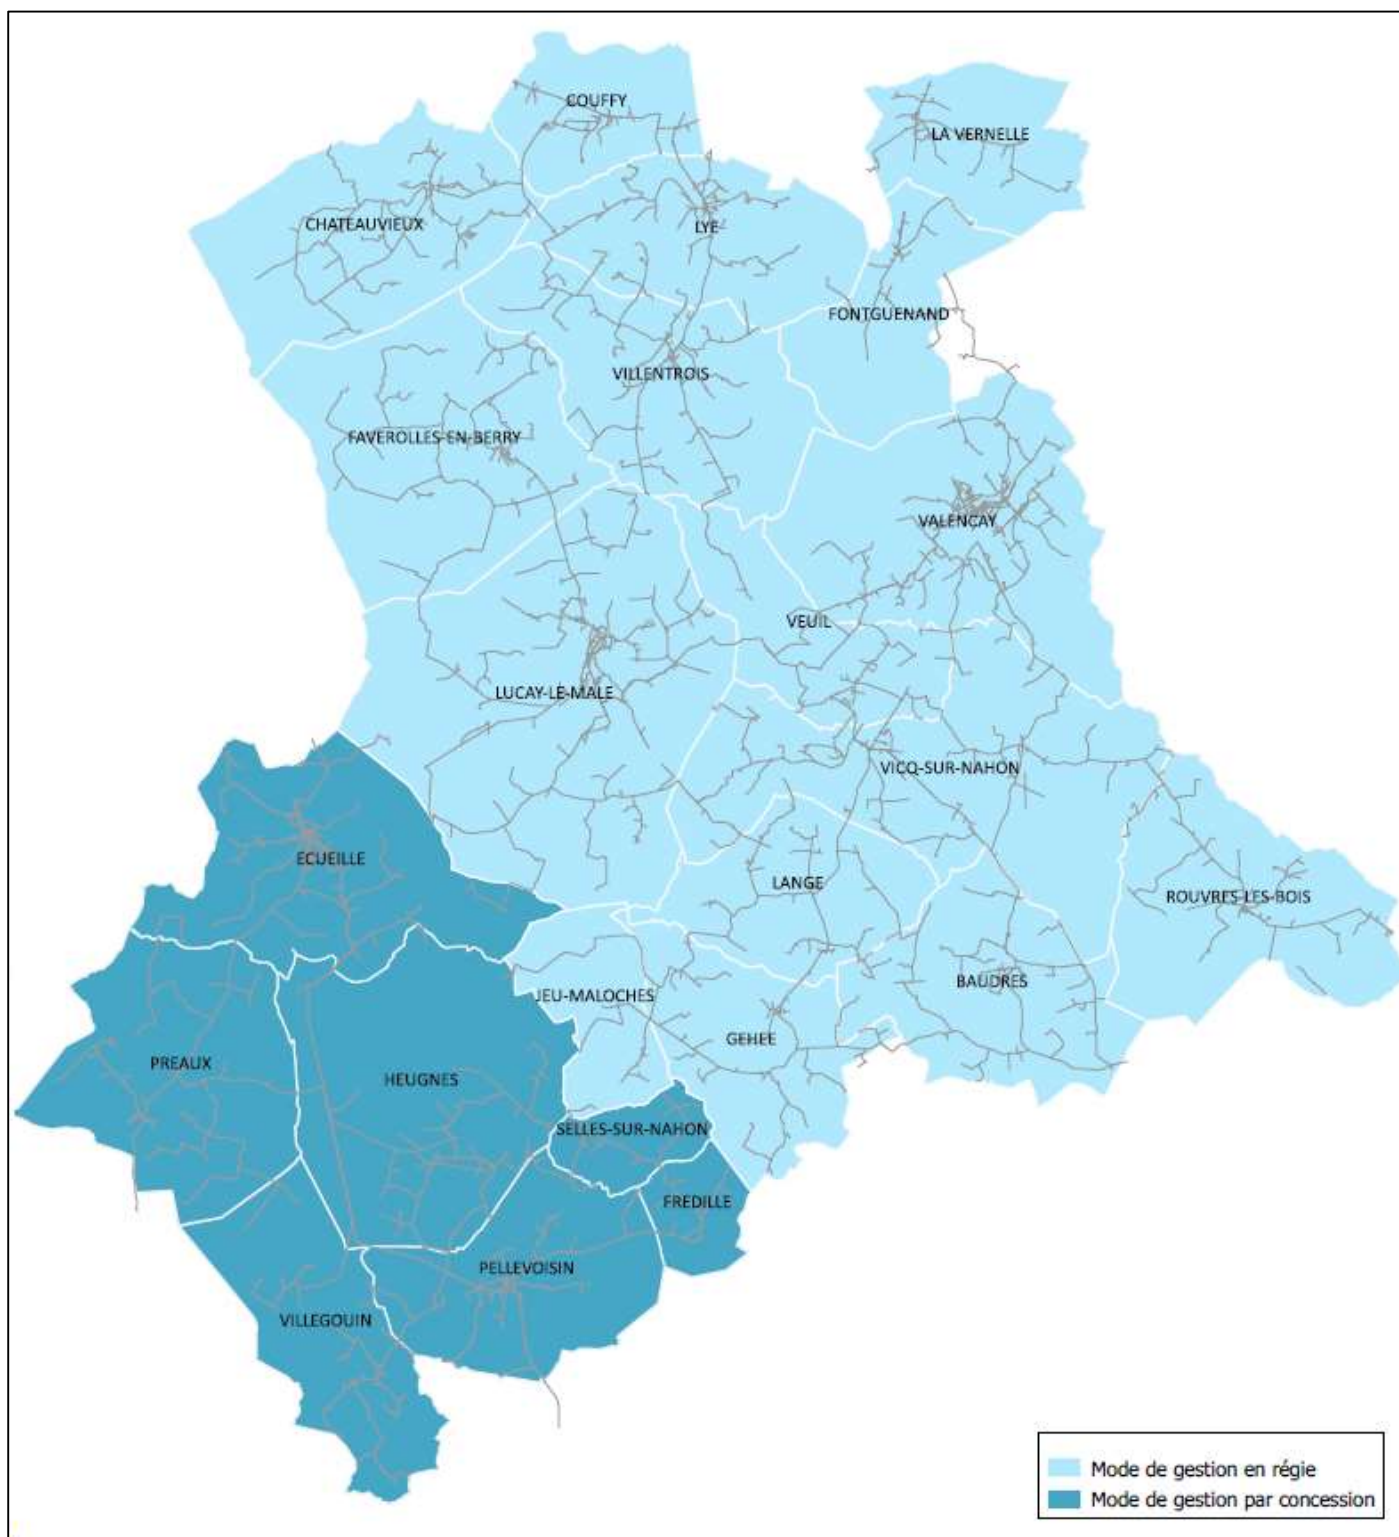 COUFFY
LA VERNELLE
CHATEAUVIEUX
LYE
FONTGUENAND
VILLENTROIS
FAVEROLLES-EN-BERRY
VALENCAY
VEUIL
LUCAY-LE-MALE
VICQ-SUR-NAHON
ECUEILLE
LANGE
ROUVRES-LES-BOIS
BAUDRES
JEU-MALOCHES
GEHEE
PREAUX
HEUGNES
SELLES-SUR-NAHON
FREDILLE
PELLEVOISIN
VILLEGOUIN
Mode de gestion en régie
Mode de gestion par concession